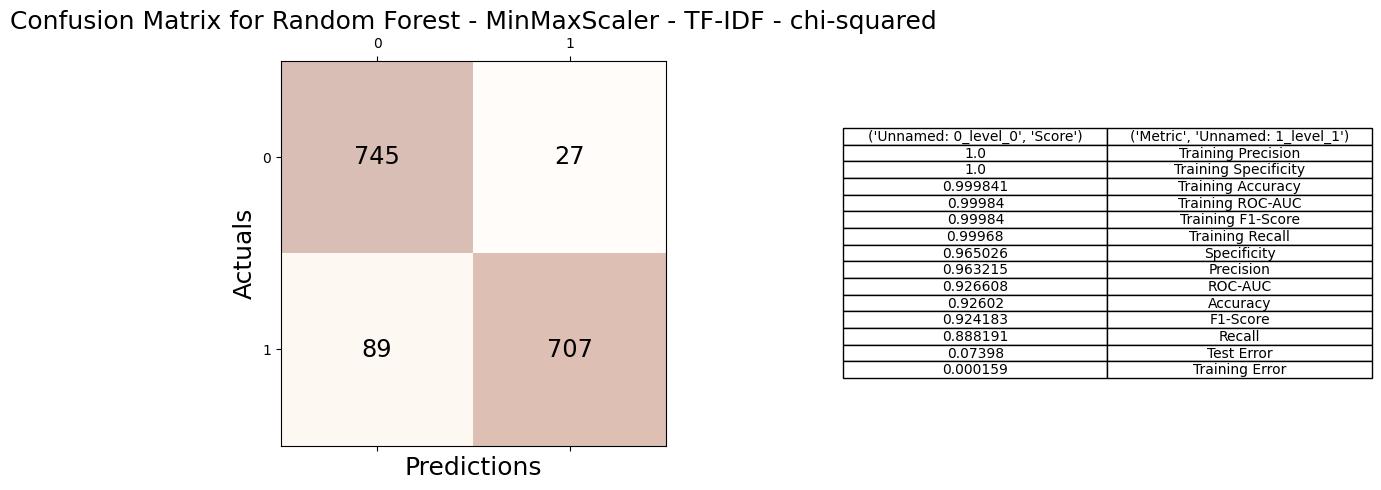 Confusion Matrix for Random Forest - MinMaxScaler - TF-IDF - chi-squared
0 1
0 745 27
1 89 707
Actuals
Predictions
('Unnamed: 0_level_0', 'Score') ('Metric', 'Unnamed: 1_level_1')
1.0 Training Precision
1.0 Training Specificity
0.999841 Training Accuracy
0.99984 Training ROC-AUC
0.99984 Training F1-Score
0.99968 Training Recall
0.965026 Specificity
0.963215 Precision
0.926608 ROC-AUC
0.92602 Accuracy
0.924183 F1-Score
0.888191 Recall
0.07398 Test Error
0.000159 Training Error